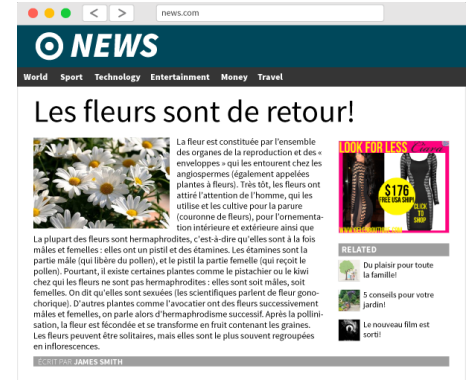 news.com
NEWS
World Sport Technology Entertainment Money Travel
Les fleurs sont de retour!
La fleur est constituée par l'ensemble
des organes de la reproduction et des «
enveloppes » qui les entourent chez les
angiospermes (également appelées
plantes à fleurs). Très tôt, les fleurs ont
attiré l'attention de l'homme, qui les
utilise et les cultive pour la parure
(couronne de fleurs), pour l'ornementa-
tion intérieure et extérieure ainsi que
La plupart des fleurs sont hermaphrodites, c'est-à-dire qu'elles sont à la fois
mâles et femelles : elles ont un pistil et des étamines. Les étamines sont la
partie mâle (qui libère du pollen), et le pistil la partie femelle (qui reçoit le
pollen). Pourtant, il existe certaines plantes comme le pistachier ou le kiwi
chez qui les fleurs ne sont pas hermaphrodites : elles sont soit mâles, soit
femelles. On dit qu'elles sont sexuées (les scientifiques parlent de fleur gono-
chorique). D'autres plantes comme l'avocatier ont des fleurs successivement
mâles et femelles, on parle alors d'hermaphrodisme successif. Après la pollini-
sation, la fleur est fécondée et se transforme en fruit contenant les graines.
Les fleurs peuvent être solitaires, mais elles sont le plus souvent regroupées
en inflorescences.
ÉCRIT PAR JAMES SMITH
LOOK FOR LESS Ciara
$176
FREE USA SHIP!
CLICK
TO
SHOP
RELATED
Du plaisir pour toute
la famille!
5 conseils pour votre
jardin!
Le nouveau film est
sorti!